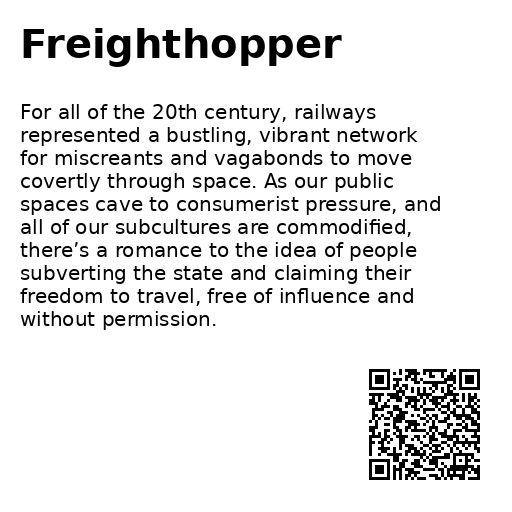 Freighthopper
For all of the 20th century, railways
represented a bustling, vibrant network
for miscreants and vagabonds to move
covertly through space. As our public
spaces cave to consumerist pressure, and
all of our subcultures are commodified,
there’s a romance to the idea of people
subverting the state and claiming their
freedom to travel, free of influence and
without permission.